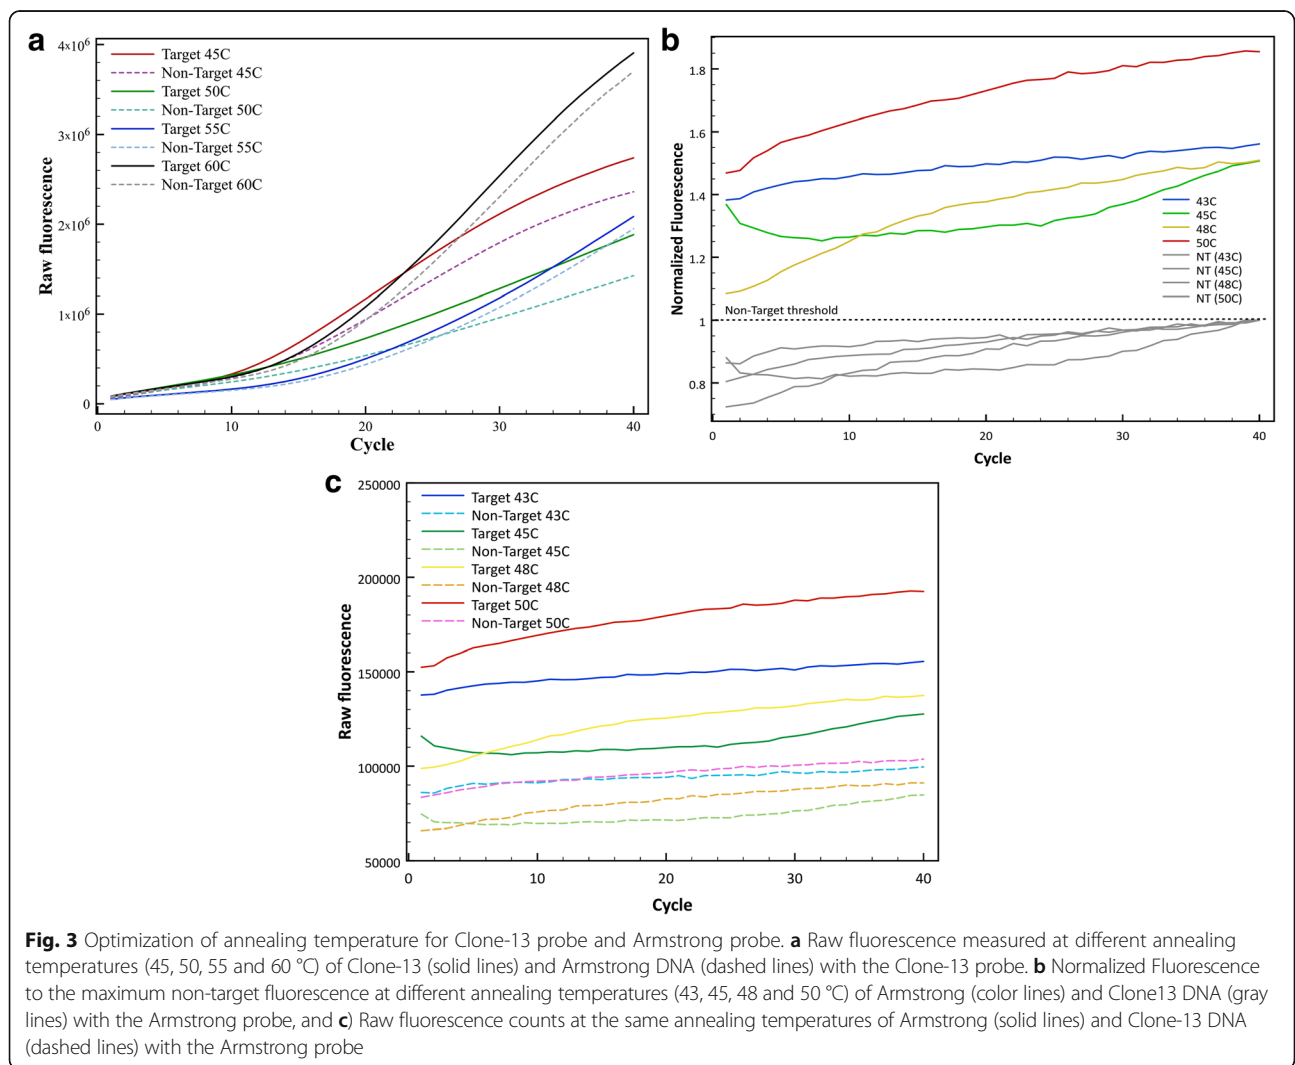 a
4x10⁶
3x10⁶
2x10⁶
1x10⁶
0
Raw fluorescence
Target 45C
Non-Target 45C
Target 50C
Non-Target 50C
Target 55C
Non-Target 55C
Target 60C
Non-Target 60C
0 10 20 30 40
Cycle
b
1.8
1.6
1.4
1.2
1
0.8
Normalized Fluorescence
43C
45C
48C
50C
NT (43C)
NT (45C)
NT (48C)
NT (50C)
Non-Target threshold
0 10 20 30 40
Cycle
c
250000
200000
150000
100000
50000
Raw fluorescence
Target 43C
Non-Target 43C
Target 45C
Non-Target 45C
Target 48C
Non-Target 48C
Target 50C
Non-Target 50C
0 10 20 30 40
Cycle
Fig. 3 Optimization of annealing temperature for Clone-13 probe and Armstrong probe. a Raw fluorescence measured at different annealing
temperatures (45, 50, 55 and 60 °C) of Clone-13 (solid lines) and Armstrong DNA (dashed lines) with the Clone-13 probe. b Normalized Fluorescence
to the maximum non-target fluorescence at different annealing temperatures (43, 45, 48 and 50 °C) of Armstrong (color lines) and Clone13 DNA (gray
lines) with the Armstrong probe, and c) Raw fluorescence counts at the same annealing temperatures of Armstrong (solid lines) and Clone-13 DNA
(dashed lines) with the Armstrong probe